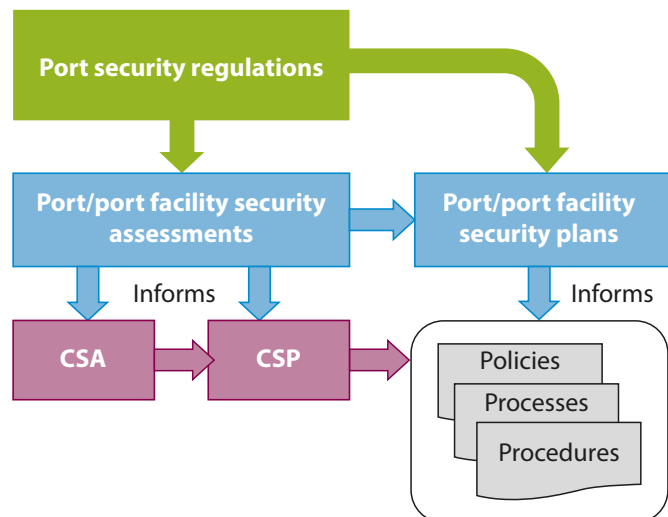 Port security regulations
Port/port facility security
assessments
Port/port facility
security plans
Informs
Informs
CSA
CSP
Policies
Processes
Procedures